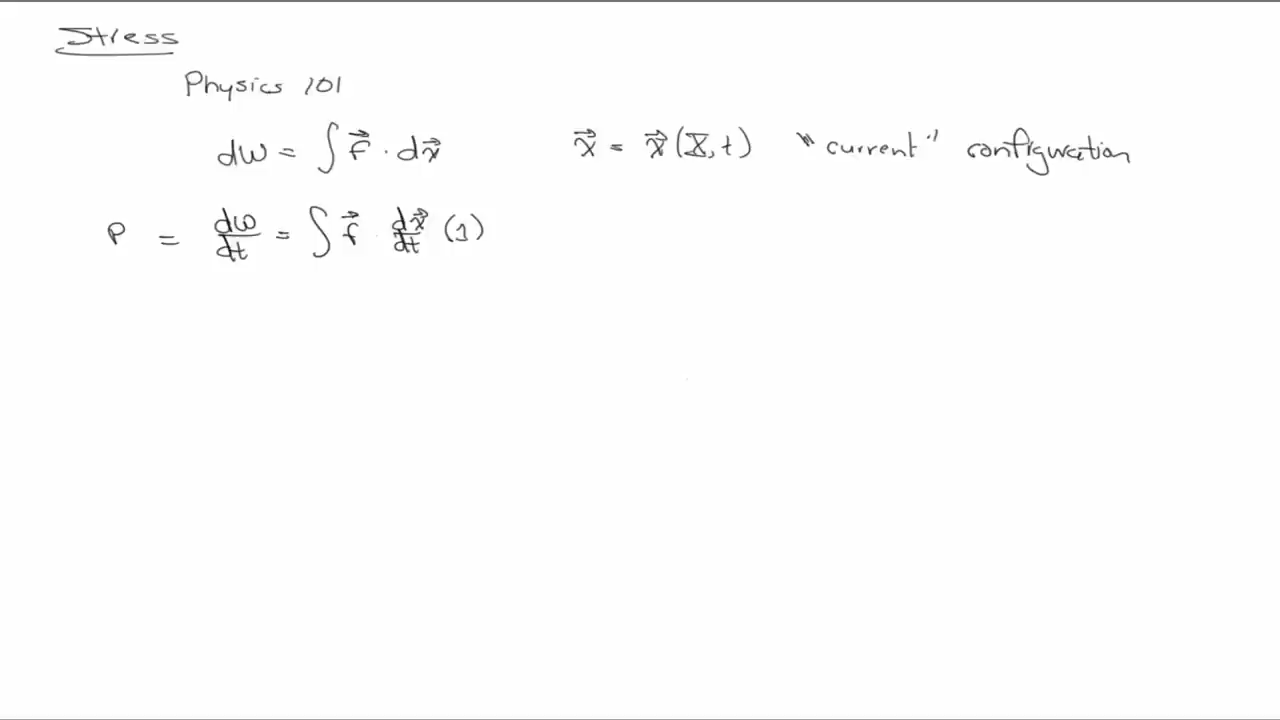 Stress
Physics 101
dw = ∫ f⃗ · dx⃗    x⃗ = x⃗(X, t) "current" configuration
P = dw/dt = ∫ f⃗ · dx⃗/dt (1)